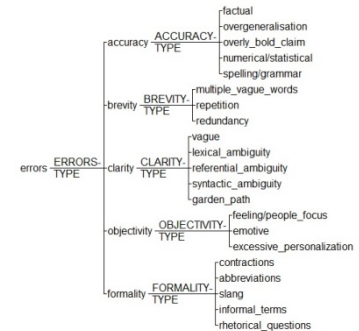 errors
ERRORS-
TYPE
accuracy
ACCURACY-
TYPE
factual
overgeneralisation
overly_bold_claim
numerical/statistical
spelling/grammar
brevity
BREVITY-
TYPE
multiple_vague_words
repetition
redundancy
clarity
CLARITY-
TYPE
vague
lexical_ambiguity
referential_ambiguity
syntactic_ambiguity
garden_path
objectivity
OBJECTIVITY-
TYPE
feeling/people_focus
emotive
excessive_personalization
formality
FORMALITY-
TYPE
contractions
abbreviations
slang
informal_terms
rhetorical_questions